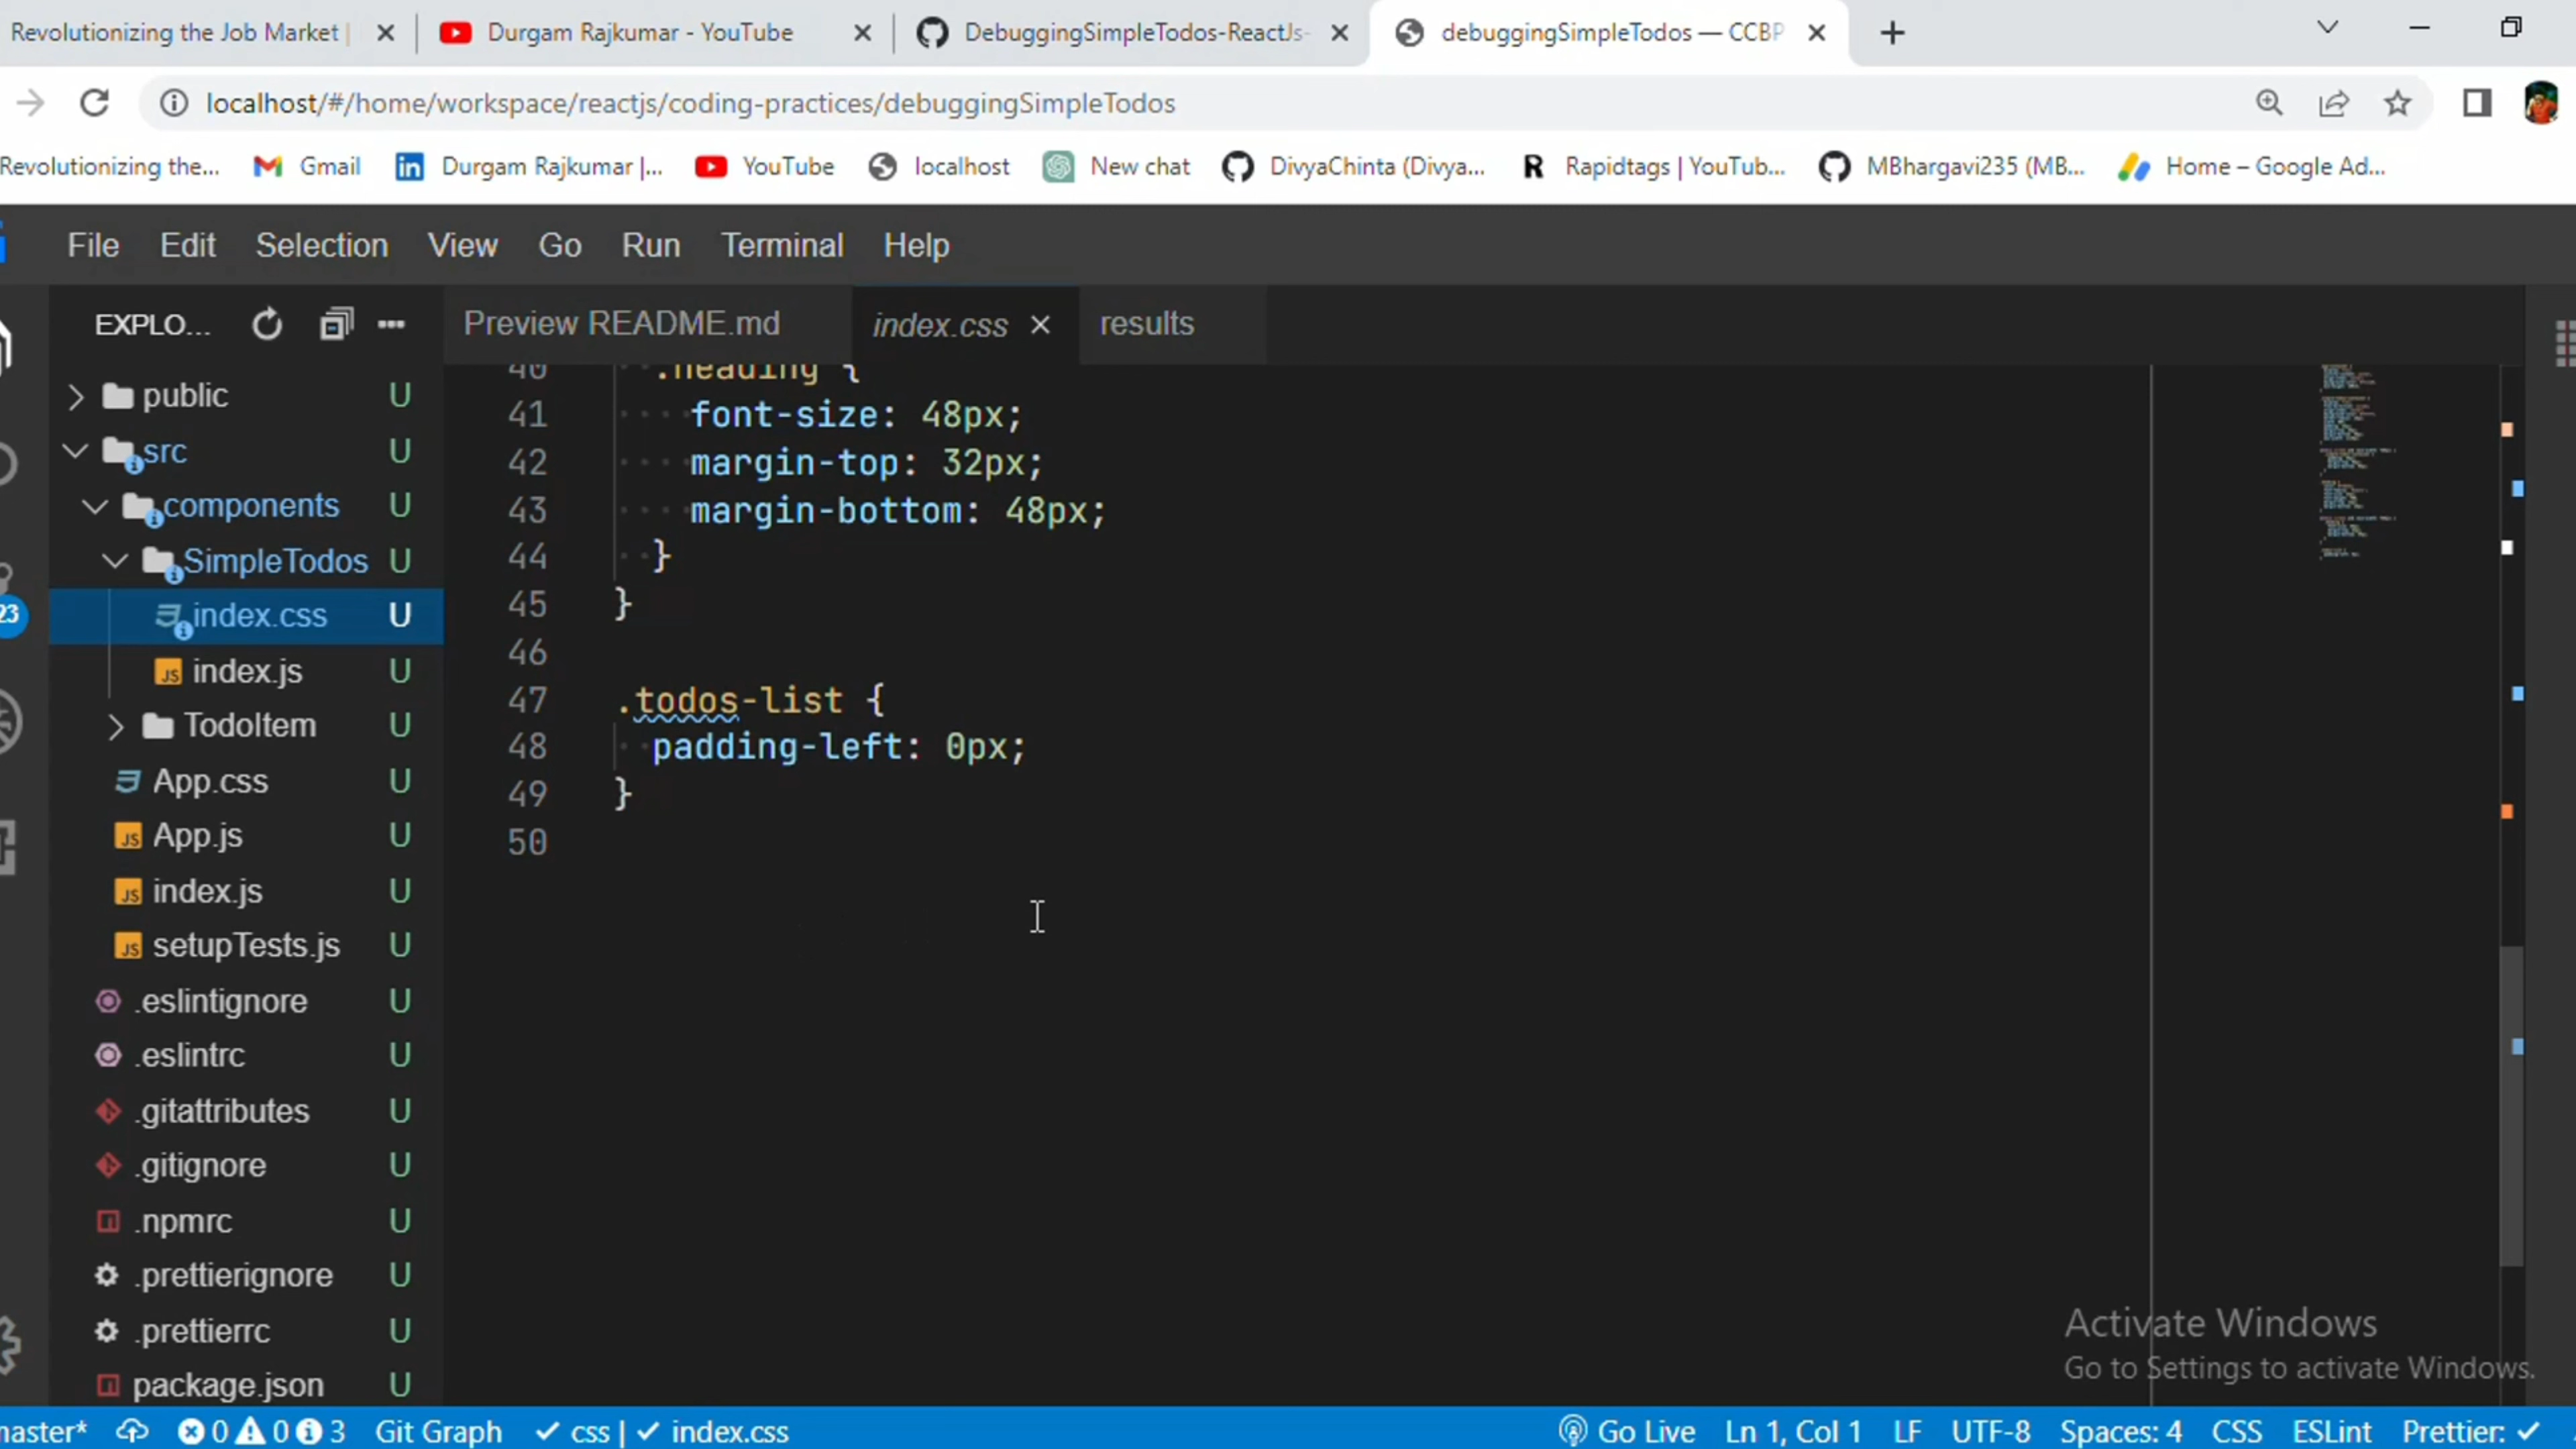 Revolutionizing the Job Market |
Durgam Rajkumar - YouTube
DebuggingSimpleTodos-ReactJs-
debuggingSimpleTodos — CCBP
localhost/#/home/workspace/reactjs/coding-practices/debuggingSimpleTodos
Revolutionizing the... Gmail Durgam Rajkumar |... YouTube localhost New chat DivyaChinta (Divya... R Rapidtags | YouTub... MBhargavi235 (MB... Home – Google Ad...
File Edit Selection View Go Run Terminal Help
EXPLO...
Preview README.md index.css results
public U
src U
components U
SimpleTodos U
index.css U
index.js U
TodoItem U
App.css U
App.js U
index.js U
setupTests.js U
.eslintignore U
.eslintrc U
.gitattributes U
.gitignore U
.npmrc U
.prettierignore U
.prettierrc U
package.json U
23
40 .heading {
41 font-size: 48px;
42 margin-top: 32px;
43 margin-bottom: 48px;
44 }
45 }
46
47 .todos-list {
48 padding-left: 0px;
49 }
50
Activate Windows
Go to Settings to activate Windows.
master* 0 0 3 Git Graph css | index.css Go Live Ln 1, Col 1 LF UTF-8 Spaces: 4 CSS ESLint Prettier: